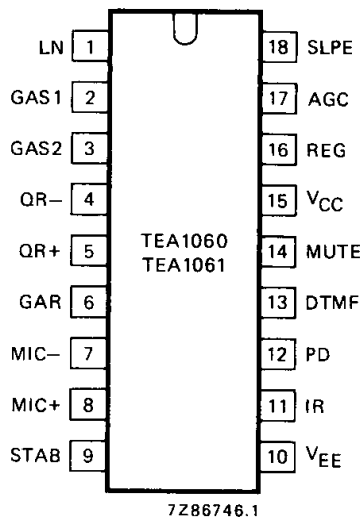 LN 1 18 SLPE
GAS1 2 17 AGC
GAS2 3 16 REG
QR− 4 15 VCC
QR+ 5 14 MUTE
TEA1060
TEA1061
GAR 6 13 DTMF
MIC− 7 12 PD
MIC+ 8 11 IR
STAB 9 10 VEE
7Z86746.1